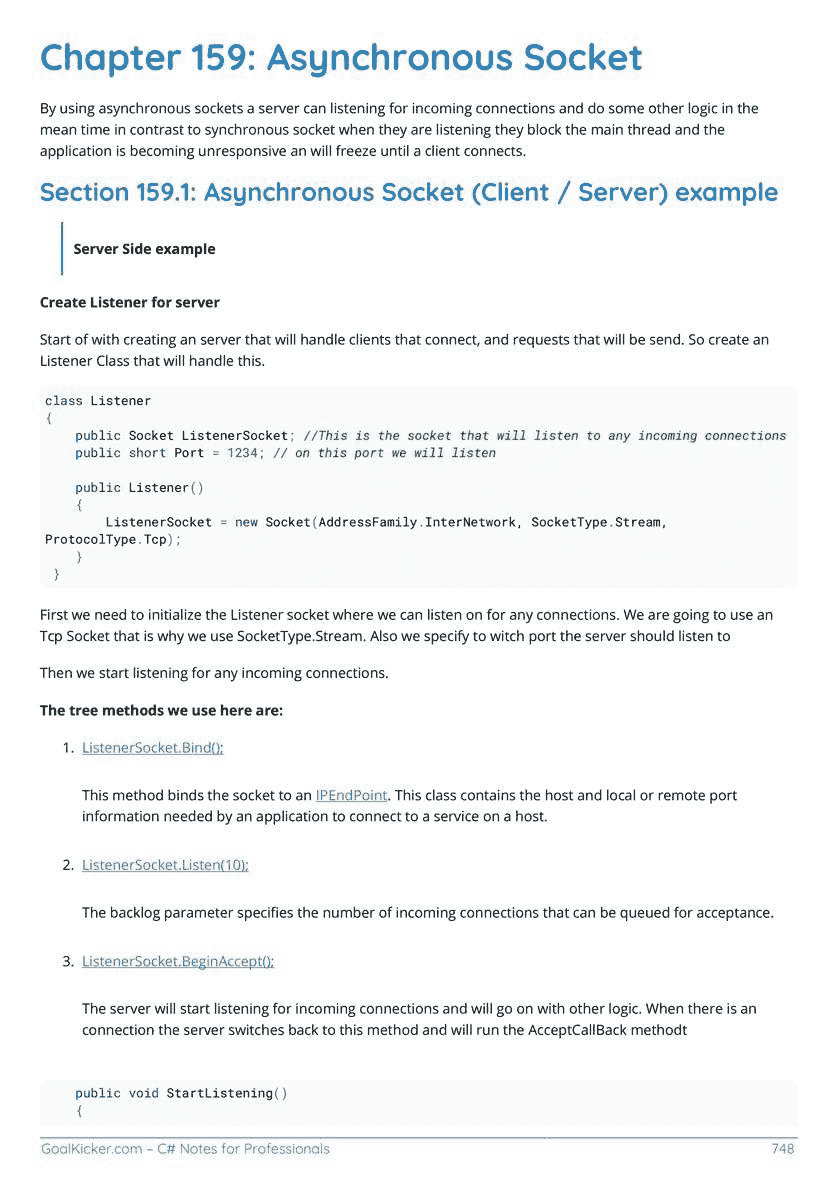 Chapter 159: Asynchronous Socket
By using asynchronous sockets a server can listening for incoming connections and do some other logic in the
mean time in contrast to synchronous socket when they are listening they block the main thread and the
application is becoming unresponsive an will freeze until a client connects.
Section 159.1: Asynchronous Socket (Client / Server) example
Server Side example
Create Listener for server
Start of with creating an server that will handle clients that connect, and requests that will be send. So create an
Listener Class that will handle this.
class Listener
{
    public Socket ListenerSocket; //This is the socket that will listen to any incoming connections
    public short Port = 1234; // on this port we will listen
    public Listener()
    {
        ListenerSocket = new Socket(AddressFamily.InterNetwork, SocketType.Stream,
ProtocolType.Tcp);
    }
 }
First we need to initialize the Listener socket where we can listen on for any connections. We are going to use an
Tcp Socket that is why we use SocketType.Stream. Also we specify to witch port the server should listen to
Then we start listening for any incoming connections.
The tree methods we use here are:
1. ListenerSocket.Bind();
This method binds the socket to an IPEndPoint. This class contains the host and local or remote port
information needed by an application to connect to a service on a host.
2. ListenerSocket.Listen(10);
The backlog parameter specifies the number of incoming connections that can be queued for acceptance.
3. ListenerSocket.BeginAccept();
The server will start listening for incoming connections and will go on with other logic. When there is an
connection the server switches back to this method and will run the AcceptCallBack methodt
    public void StartListening()
    {
GoalKicker.com – C# Notes for Professionals 748